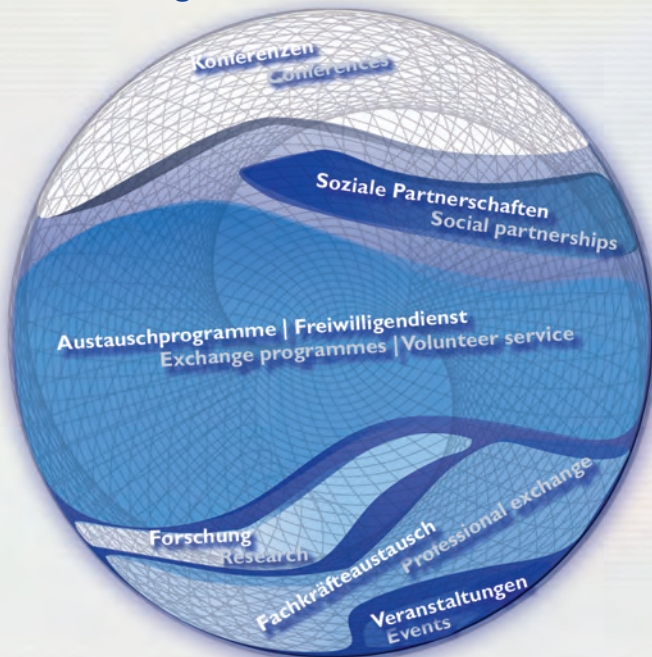 Konferenzen
Conferences
Soziale Partnerschaften
Social partnerships
Austauschprogramme | Freiwilligendienst
Exchange programmes | Volunteer service
Forschung
Research
Fachkräfteaustausch
Professional exchange
Veranstaltungen
Events